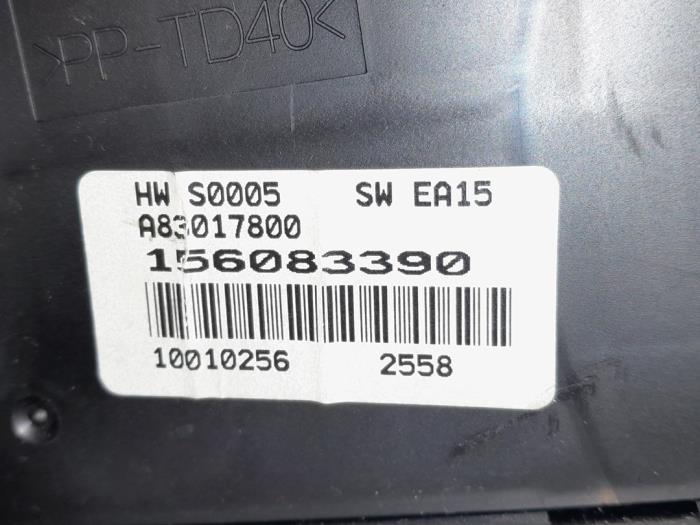 >PP-TD40<
HW S0005 SW EA15
A83017800
156083390
10010256 2558